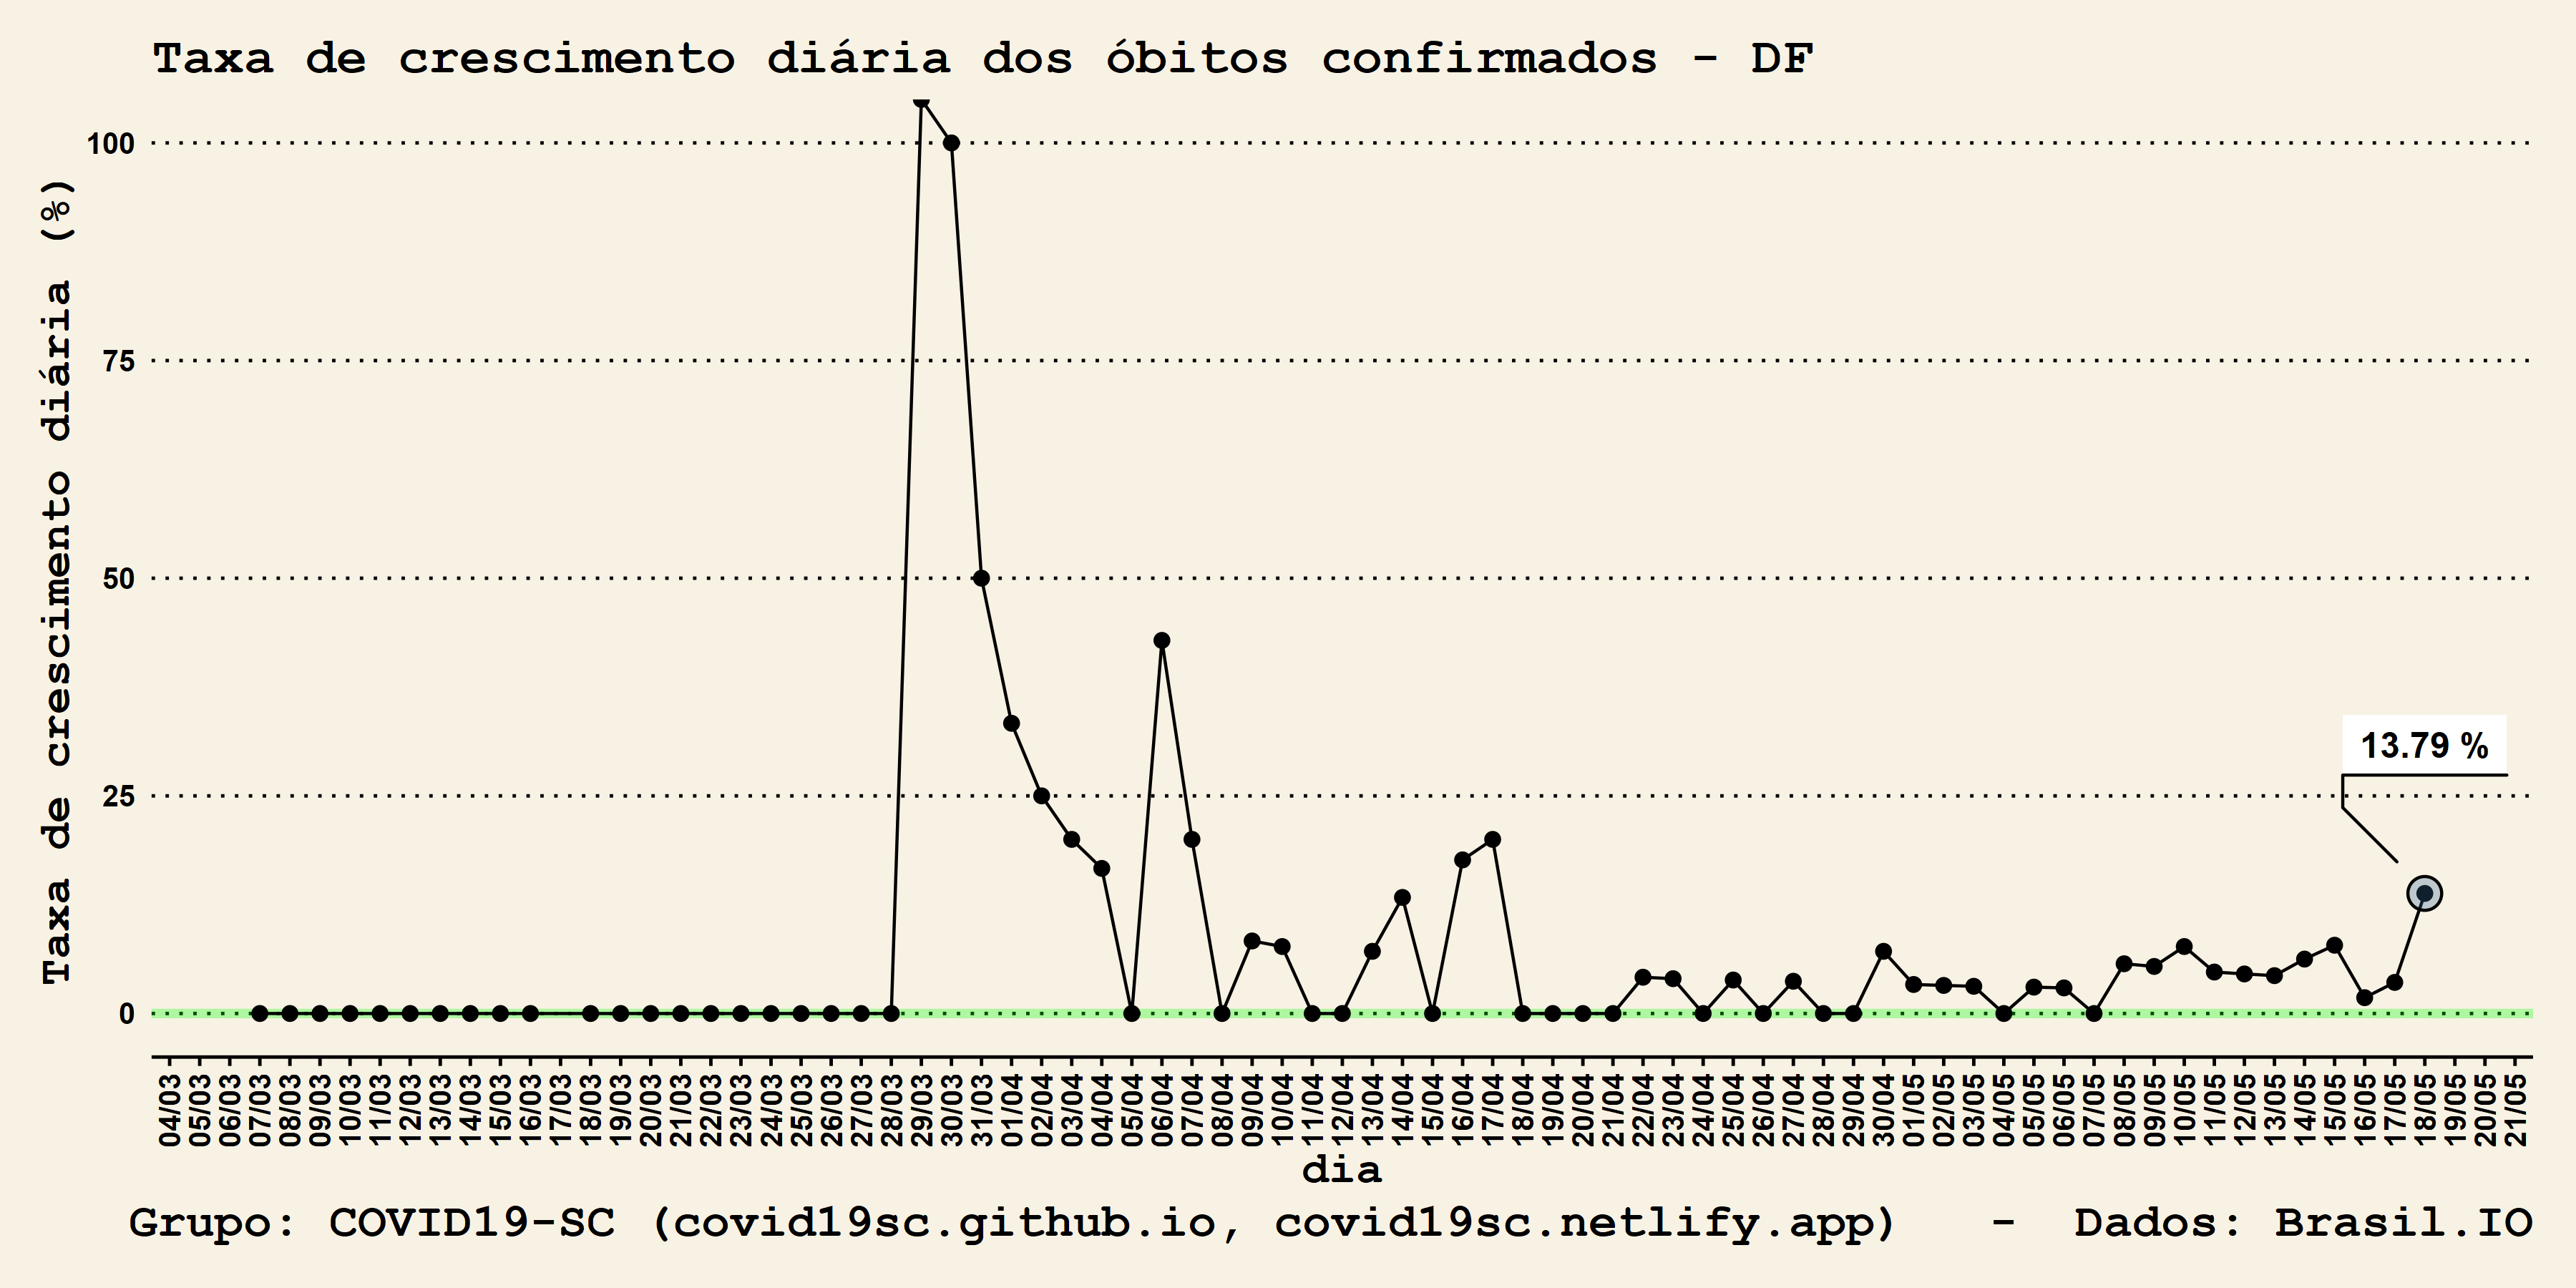 Taxa de crescimento diária dos óbitos confirmados - DF
Taxa de crescimento diária (%)
100
75
50
25
0
13.79 %
04/03 05/03 06/03 07/03 08/03 09/03 10/03 11/03 12/03 13/03 14/03 15/03 16/03 17/03 18/03 19/03 20/03 21/03 22/03 23/03 24/03 25/03 26/03 27/03 28/03 29/03 30/03 31/03 01/04 02/04 03/04 04/04 05/04 06/04 07/04 08/04 09/04 10/04 11/04 12/04 13/04 14/04 15/04 16/04 17/04 18/04 19/04 20/04 21/04 22/04 23/04 24/04 25/04 26/04 27/04 28/04 29/04 30/04 01/05 02/05 03/05 04/05 05/05 06/05 07/05 08/05 09/05 10/05 11/05 12/05 13/05 14/05 15/05 16/05 17/05 18/05 19/05 20/05 21/05
dia
Grupo: COVID19-SC (covid19sc.github.io, covid19sc.netlify.app) - Dados: Brasil.IO